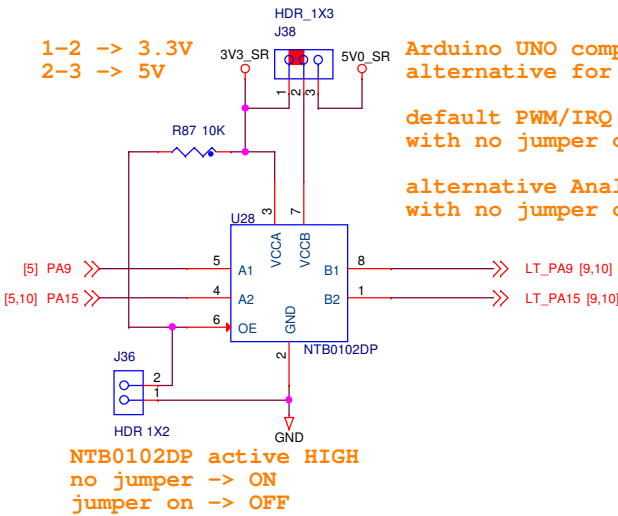 HDR_1X3
J38
1-2 -> 3.3V
2-3 -> 5V
3V3_SR
5V0_SR
Arduino UNO comp
alternative for
1
2
3
default PWM/IRQ
with no jumper
R87 10K
alternative Anal
with no jumper
U28
3
7
VCCA
VCCB
[5] PA9
5
A1
B1
8
LT_PA9 [9,10]
[5,10] PA15
4
A2
B2
1
LT_PA15 [9,10]
6
OE
GND
NTB0102DP
2
J36
2
1
HDR 1X2
GND
NTB0102DP active HIGH
no jumper -> ON
jumper on -> OFF